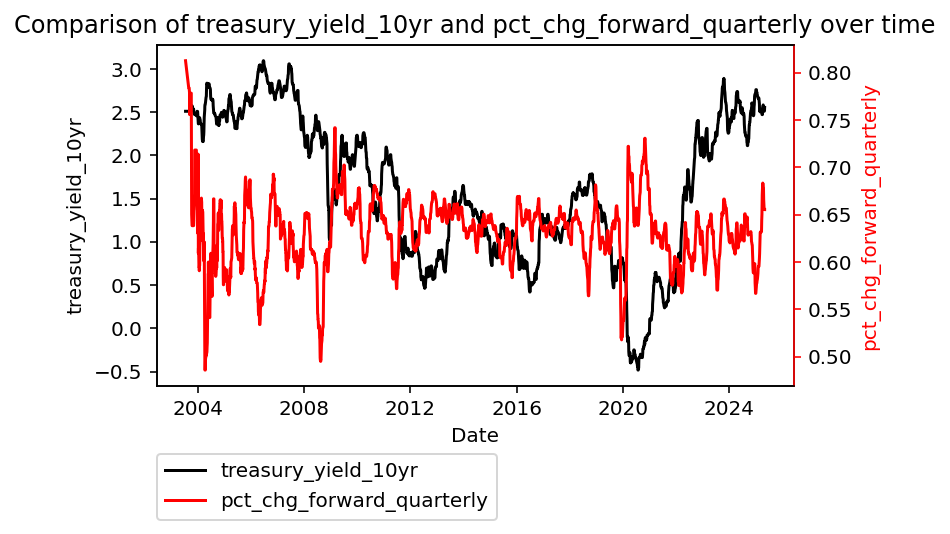 Comparison of treasury_yield_10yr and pct_chg_forward_quarterly over time
3.0
2.5
2.0
1.5
1.0
0.5
0.0
−0.5
treasury_yield_10yr
0.80
0.75
0.70
0.65
0.60
0.55
0.50
pct_chg_forward_quarterly
2004 2008 2012 2016 2020 2024
Date
treasury_yield_10yr
pct_chg_forward_quarterly